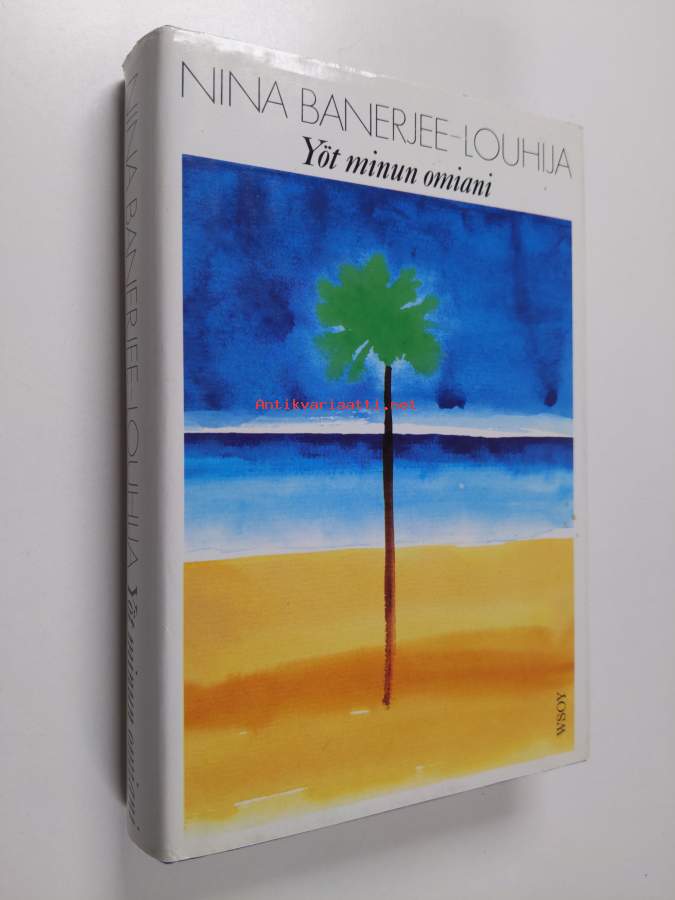 NINA BANERJEE-LOUHIJA
Yöt minun omiani
Antikvariaatti.net
WSOY
NINA BANERJEE-LOUHIJA Yöt minun omiani